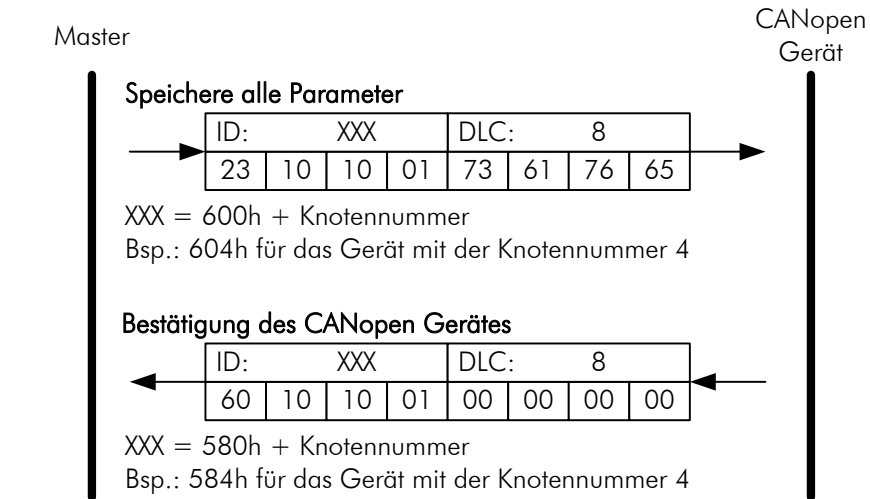 Master
CANopen
Gerät
Speichere alle Parameter
ID: XXX DLC: 8
23 10 10 01 73 61 76 65
XXX = 600h + Knotennummer
Bsp.: 604h für das Gerät mit der Knotennummer 4
Bestätigung des CANopen Gerätes
ID: XXX DLC: 8
60 10 10 01 00 00 00 00
XXX = 580h + Knotennummer
Bsp.: 584h für das Gerät mit der Knotennummer 4